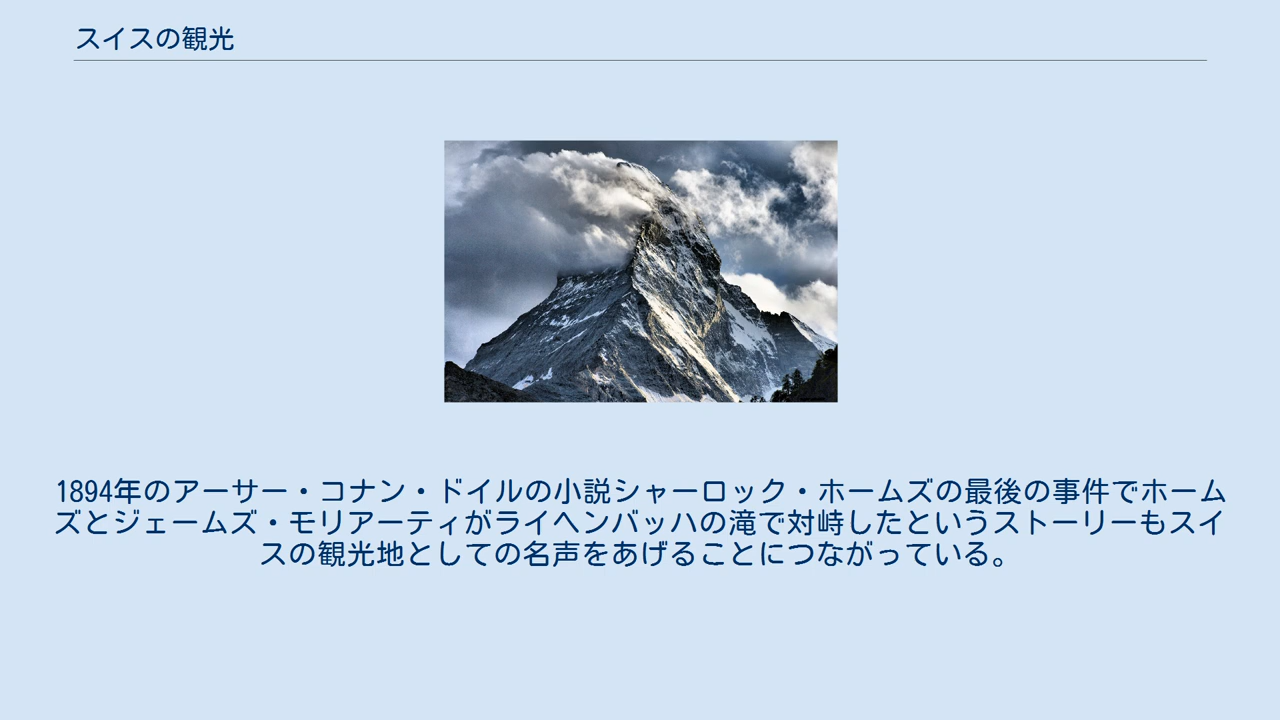 スイスの観光
1894年のアーサー・コナン・ドイルの小説シャーロック・ホームズの最後の事件でホーム
ズとジェームズ・モリアーティがライヘンバッハの滝で対峙したというストーリーもスイ
スの観光地としての名声をあげることにつながっている。